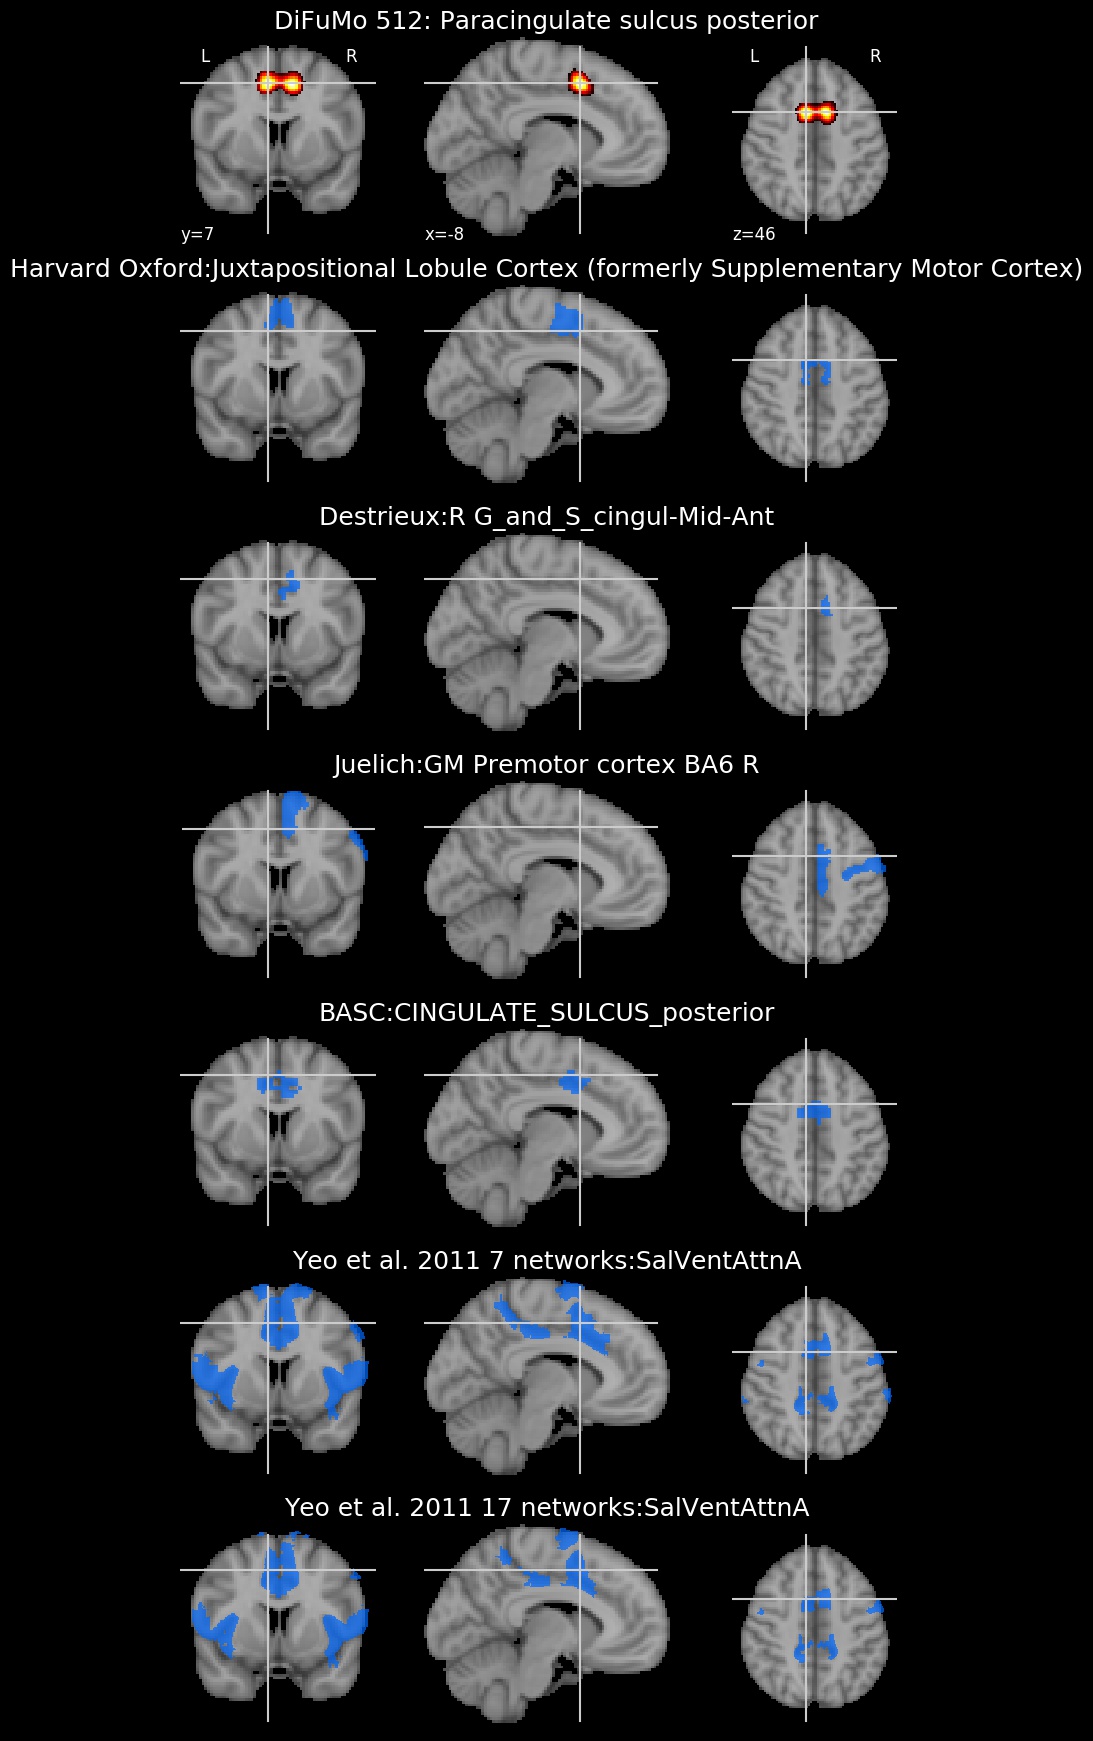 DiFuMo 512: Paracingulate sulcus posterior
L R L R
y=7 x=-8 z=46
Harvard Oxford:Juxtapositional Lobule Cortex (formerly Supplementary Motor Cortex)
Destrieux:R G_and_S_cingul-Mid-Ant
Juelich:GM Premotor cortex BA6 R
BASC:CINGULATE_SULCUS_posterior
Yeo et al. 2011 7 networks:SalVentAttnA
Yeo et al. 2011 17 networks:SalVentAttnA